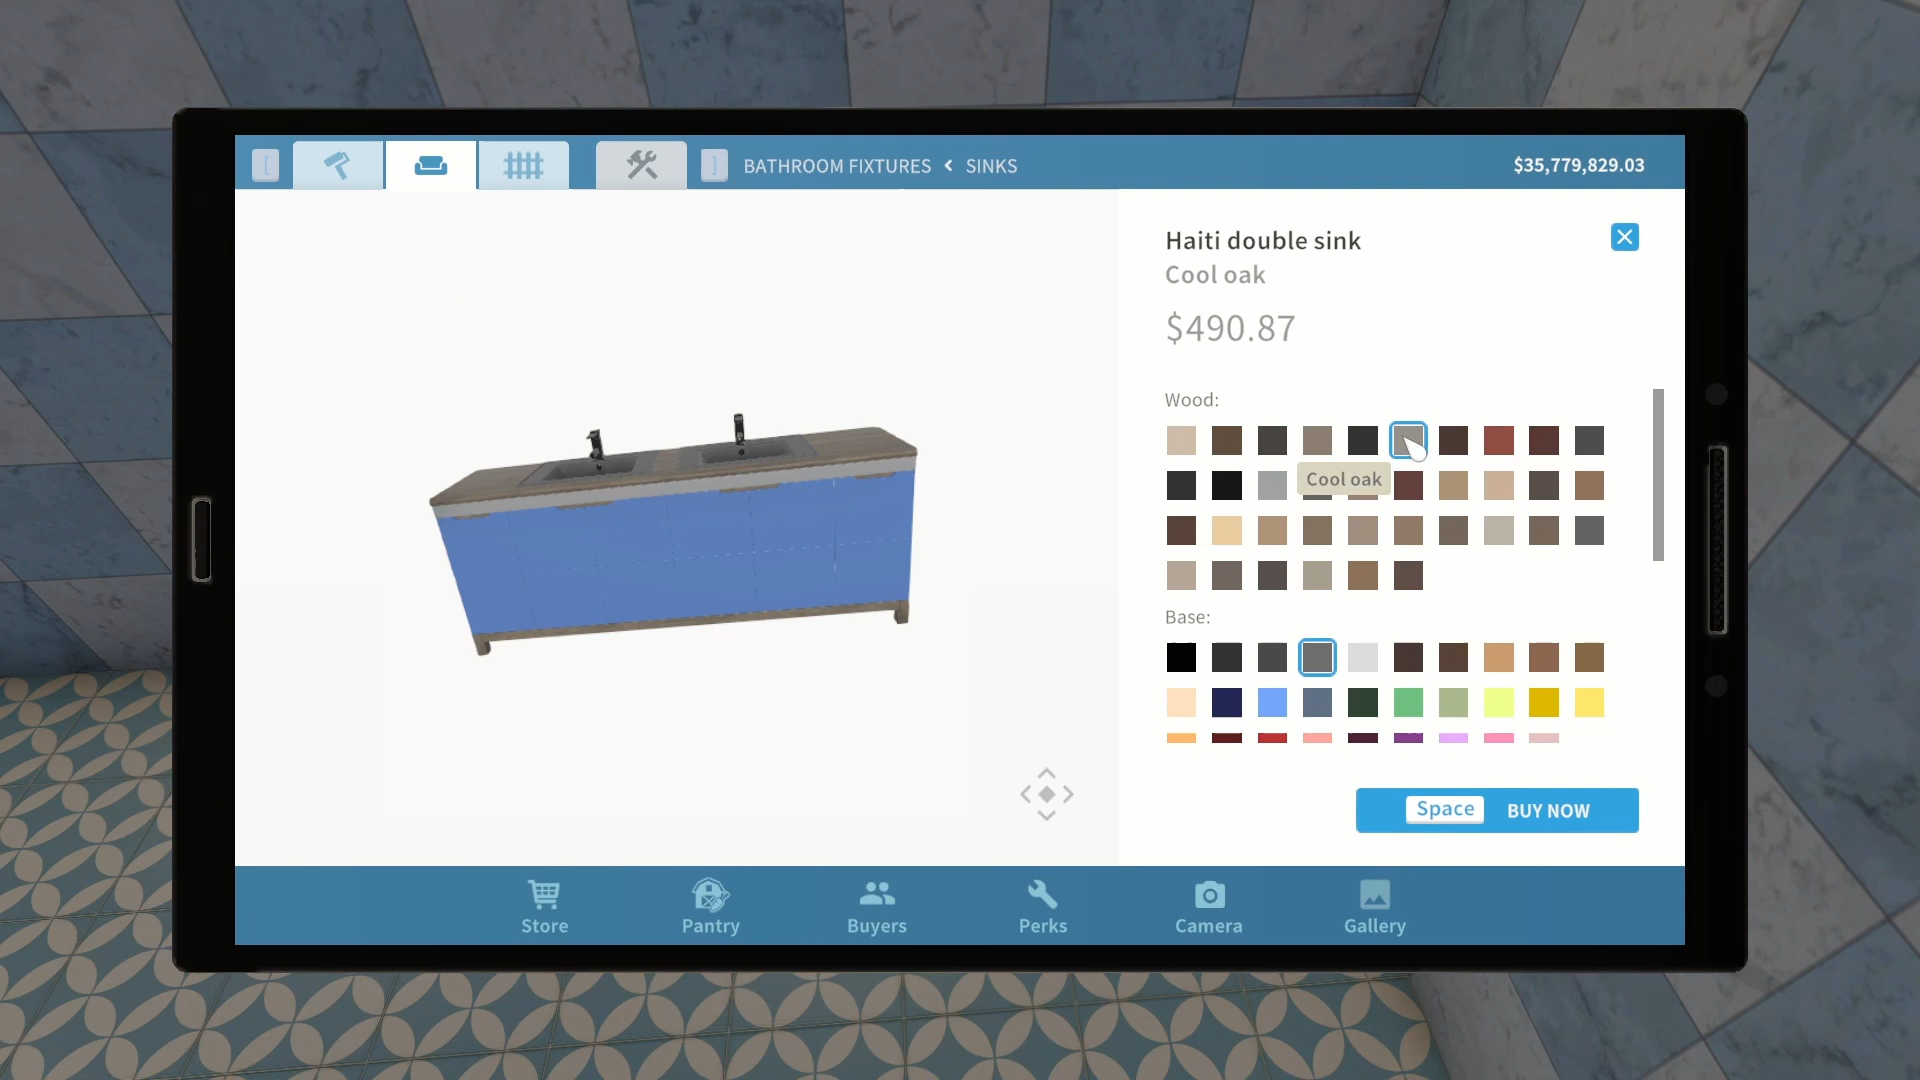 [
]
BATHROOM FIXTURES < SINKS
$35,779,829.03
Haiti double sink
Cool oak
$490.87
Wood:
Cool oak
Base:
Space BUY NOW
Store
Pantry
Buyers
Perks
Camera
Gallery